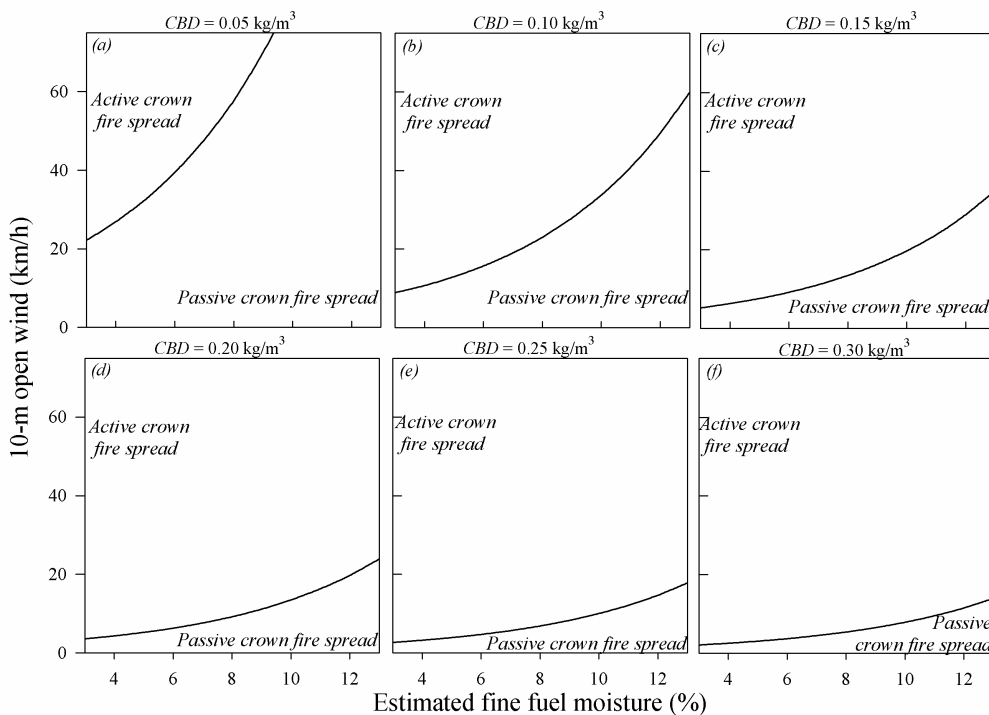 CBD = 0.05 kg/m³
CBD = 0.10 kg/m³
CBD = 0.15 kg/m³
(a)
(b)
(c)
60
40
20
0
Active crown
fire spread
Passive crown fire spread
Active crown
fire spread
Passive crown fire spread
Active crown
fire spread
Passive crown fire spread
CBD = 0.20 kg/m³
CBD = 0.25 kg/m³
CBD = 0.30 kg/m³
(d)
(e)
(f)
60
40
20
0
Active crown
fire spread
Passive crown fire spread
Active crown
fire spread
Passive crown fire spread
Active crown
fire spread
Passive
crown fire spread
4 6 8 10 12
4 6 8 10 12
4 6 8 10 12
10-m open wind (km/h)
Estimated fine fuel moisture (%)